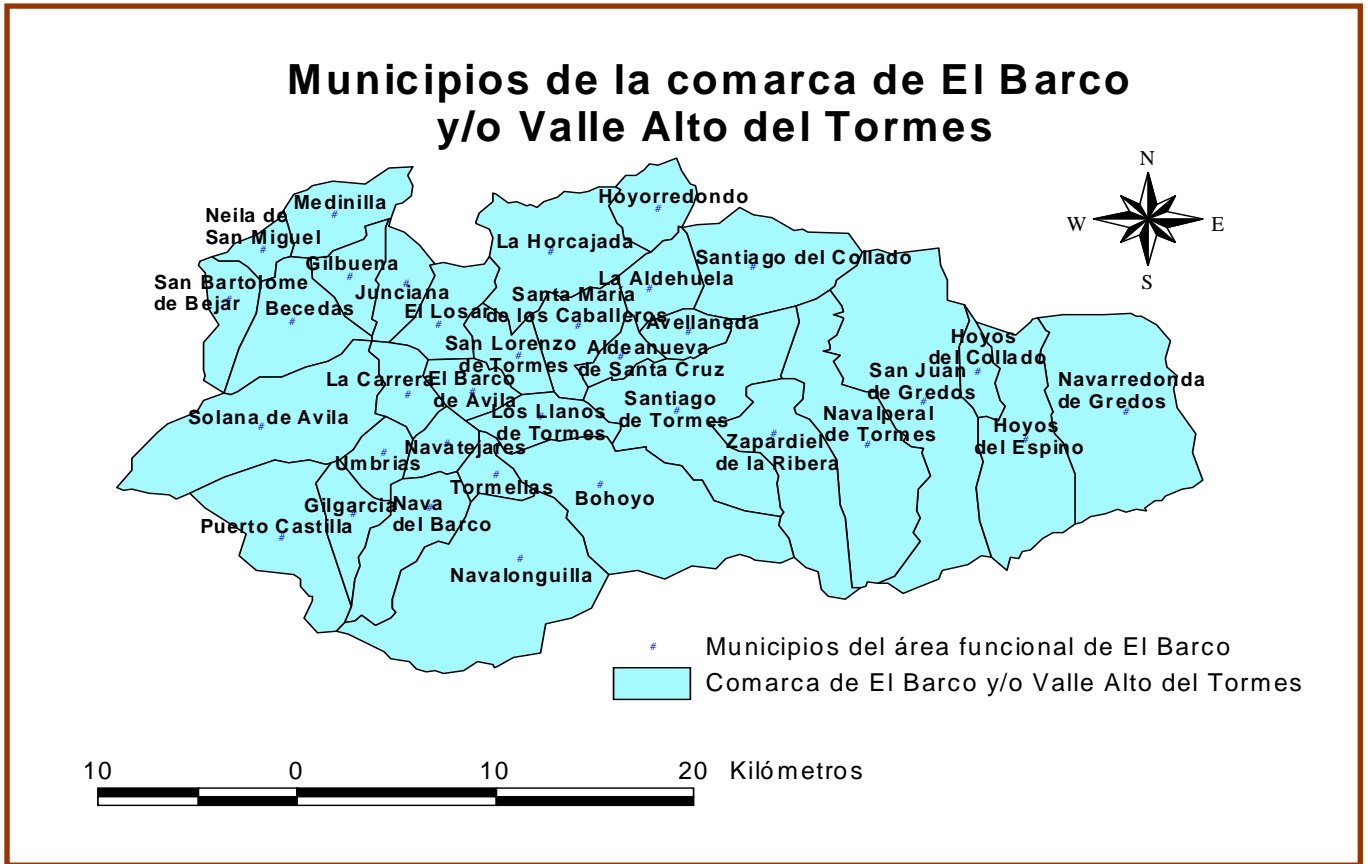 Municipios de la comarca de El Barco
y/o Valle Alto del Tormes
N
W
E
S
Medinilla
Hoyorredondo
Neila de
San Miguel
La Horcajada
Gilbuena
Santiago del Collado
San Bartolome
de Bejar
Junciana
La Aldehuela
Becedas
El Losar
Santa Maria
de los Caballeros
Avellaneda
Hoyos
del Collado
San Lorenzo
de Tormes
Aldeanueva
de Santa Cruz
San Juan
de Gredos
Navarredonda
de Gredos
La Carrera
El Barco
de Avila
Solana de Avila
Los Llanos
de Tormes
Santiago
de Tormes
Navalperal
de Tormes
Hoyos
del Espino
Zapardiel
de la Ribera
Navatejares
Umbrias
Tormellas
Bohoyo
Gilgarcia
Nava
del Barco
Puerto Castilla
Navalonguilla
# Municipios del área funcional de El Barco
Comarca de El Barco y/o Valle Alto del Tormes
10 0 10 20 Kilómetros